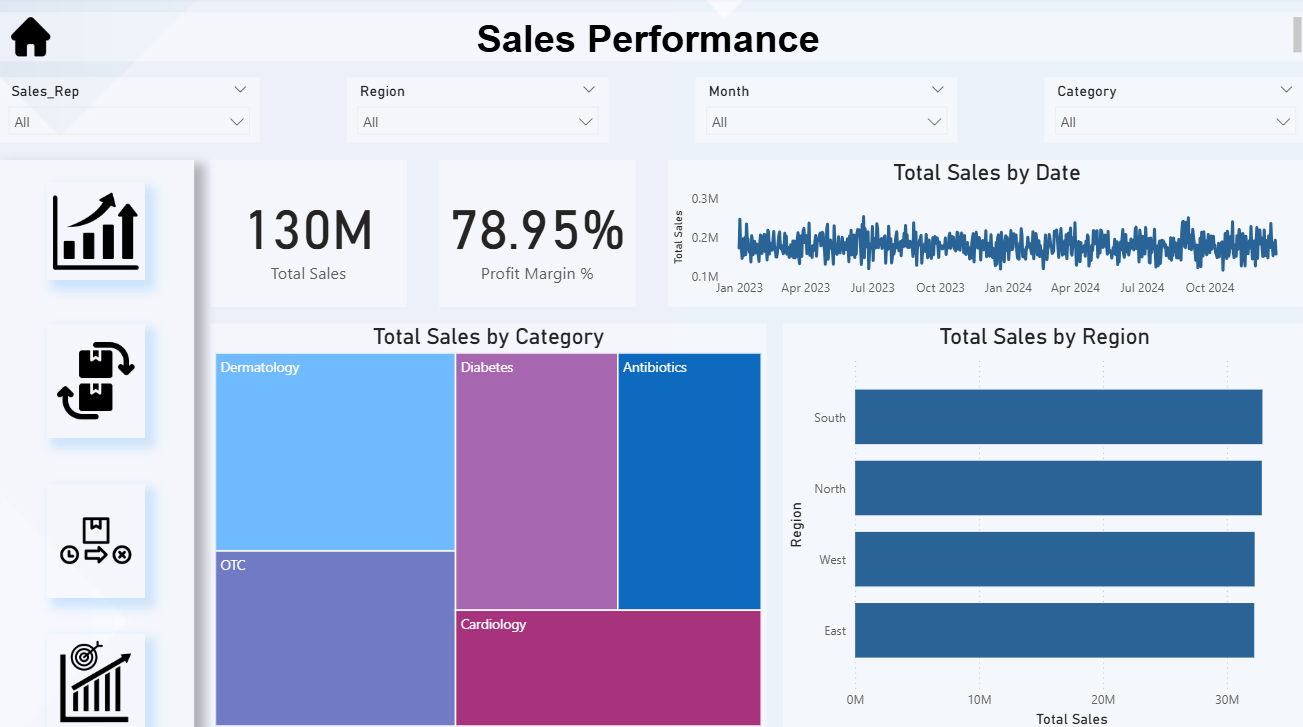 Sales Performance
Sales_Rep
All
Region
All
Month
All
Category
All
130M
Total Sales
78.95%
Profit Margin %
Total Sales by Date
Total Sales
0.3M
0.2M
0.1M
Jan 2023 Apr 2023 Jul 2023 Oct 2023 Jan 2024 Apr 2024 Jul 2024 Oct 2024
Total Sales by Category
Dermatology
Diabetes
Antibiotics
OTC
Cardiology
Total Sales by Region
Region
South
North
West
East
0M 10M 20M 30M
Total Sales